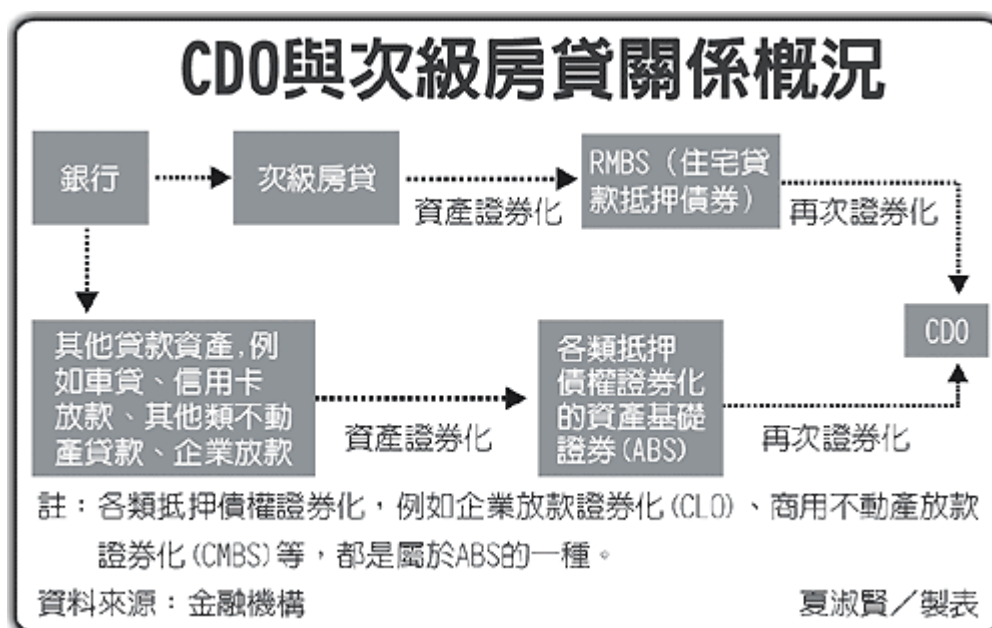 CDO與次級房貸關係概況
銀行
次級房貸
資產證券化
RMBS（住宅貸
款抵押債券）
再次證券化
CDO
其他貸款資產,例
如車貸、信用卡
放款、其他類不動
產貸款、企業放款
資產證券化
各類抵押
債權證券化
的資產基礎
證券(ABS)
再次證券化
註：各類抵押債權證券化，例如企業放款證券化(CLO)、商用不動產放款
證券化(CMBS)等，都是屬於ABS的一種。
資料來源：金融機構
夏淑賢／製表